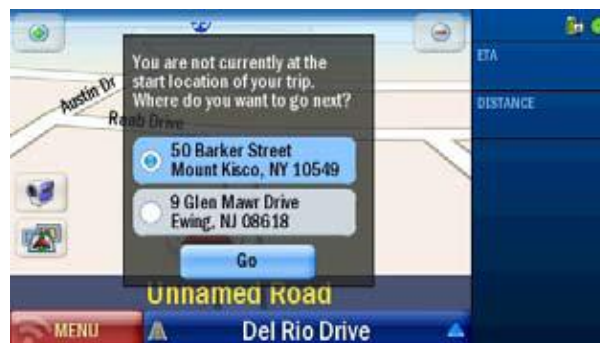 You are not currently at the
start location of your trip.
Where do you want to go next?
50 Barker Street
Mount Kisco, NY 10549
9 Glen Mawr Drive
Ewing, NJ 08618
Go
Austin Dr
Raab Drive
ETA
DISTANCE
Unnamed Road
MENU
Del Rio Drive